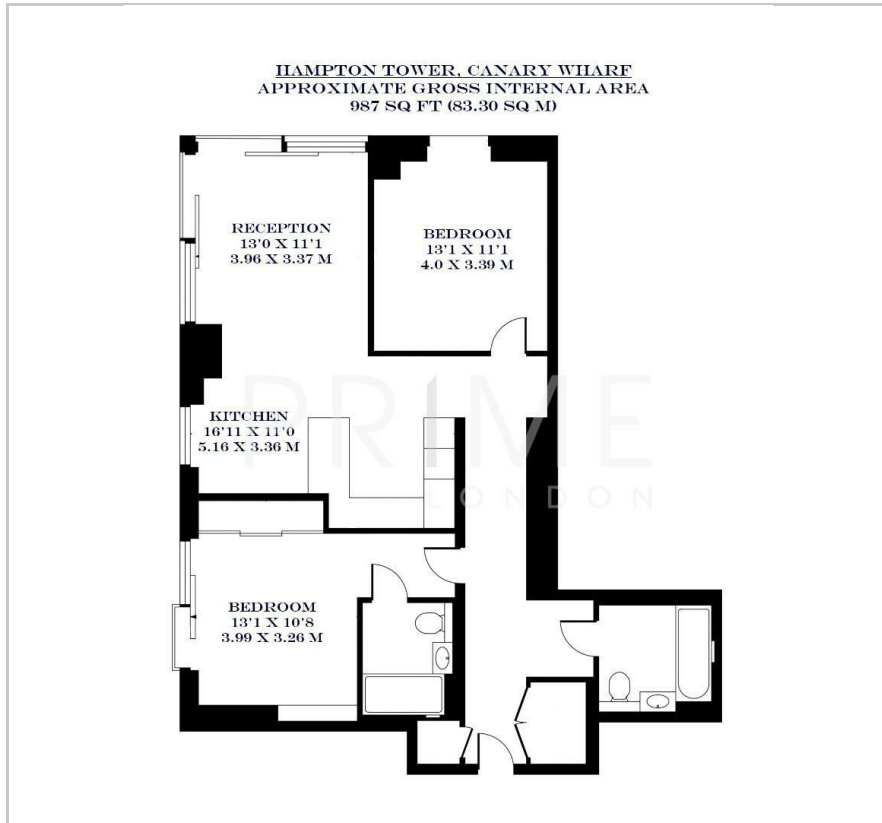 HAMPTON TOWER, CANARY WHARF
APPROXIMATE GROSS INTERNAL AREA
987 SQ FT (83.30 SQ M)
RECEPTION
13'0 X 11'1
3.96 X 3.37 M
BEDROOM
13'1 X 11'1
4.0 X 3.39 M
KITCHEN
16'11 X 11'0
5.16 X 3.36 M
PRIME
LONDON
BEDROOM
13'1 X 10'8
3.99 X 3.26 M